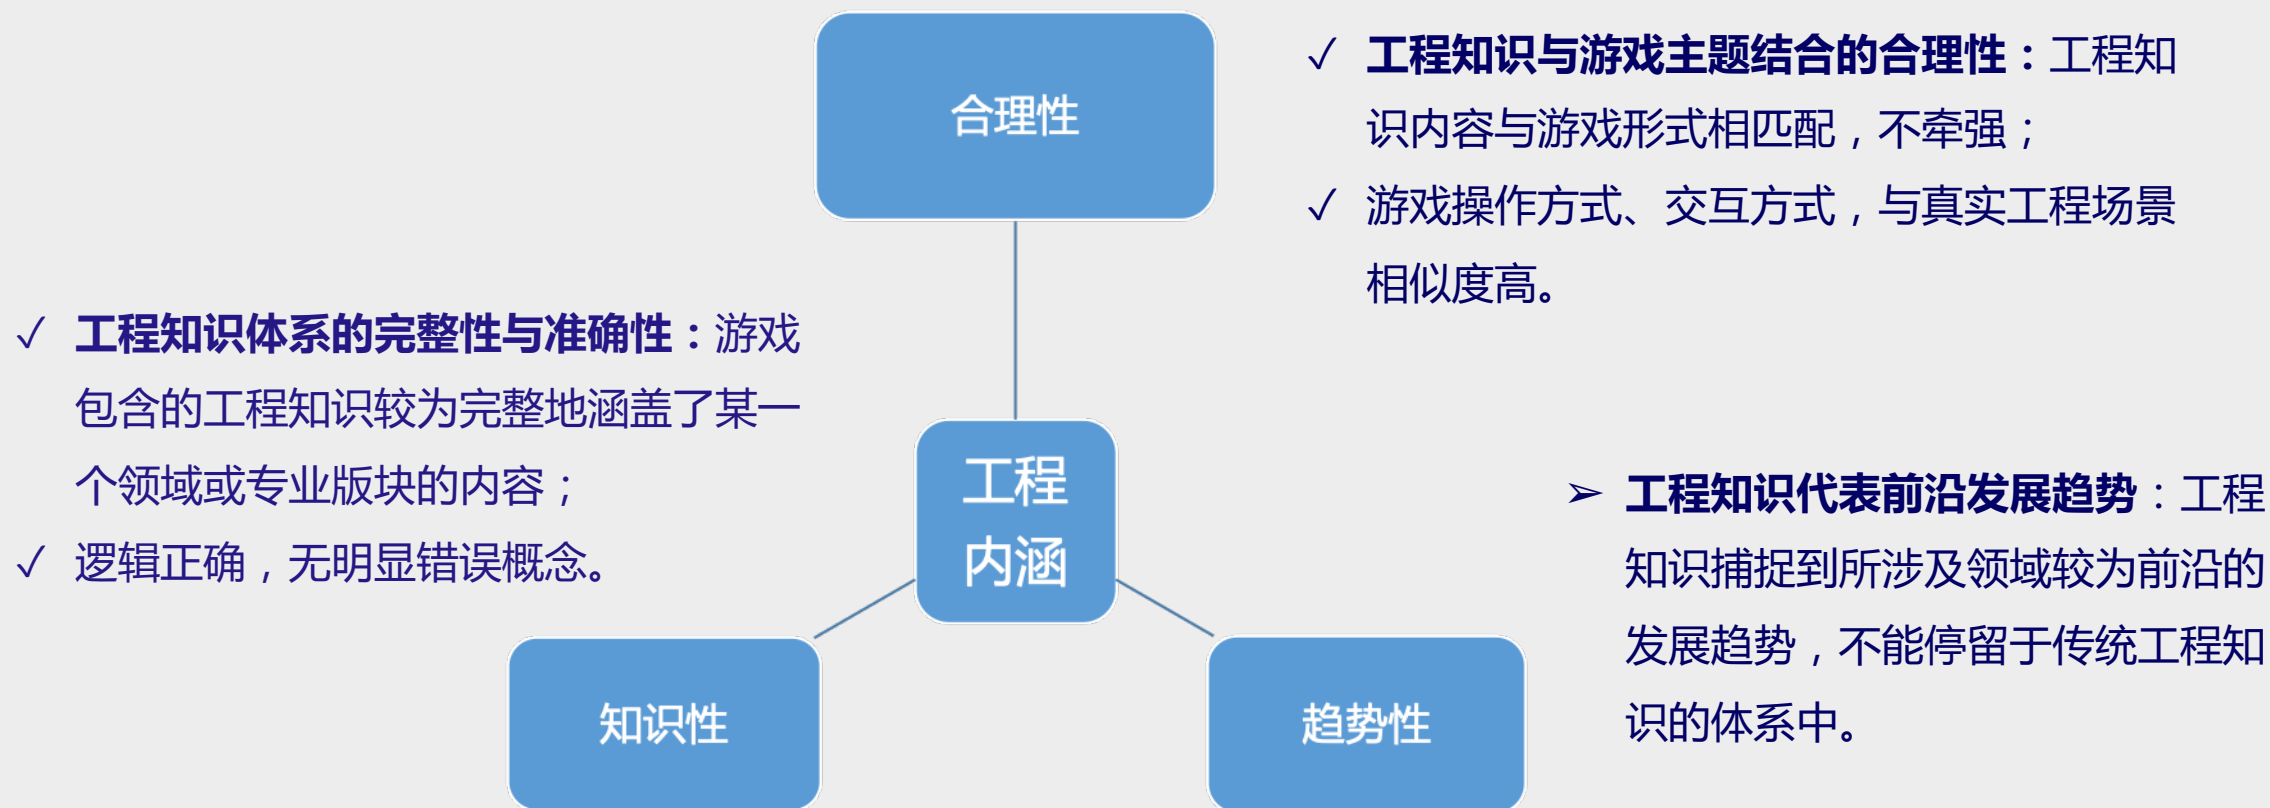 合理性
✓ 工程知识与游戏主题结合的合理性：工程知
识内容与游戏形式相匹配，不牵强；
✓ 游戏操作方式、交互方式，与真实工程场景
相似度高。
✓ 工程知识体系的完整性与准确性：游戏
包含的工程知识较为完整地涵盖了某一
个领域或专业版块的内容；
✓ 逻辑正确，无明显错误概念。
工程
内涵
➢ 工程知识代表前沿发展趋势：工程
知识捕捉到所涉及领域较为前沿的
发展趋势，不能停留于传统工程知
识的体系中。
知识性
趋势性